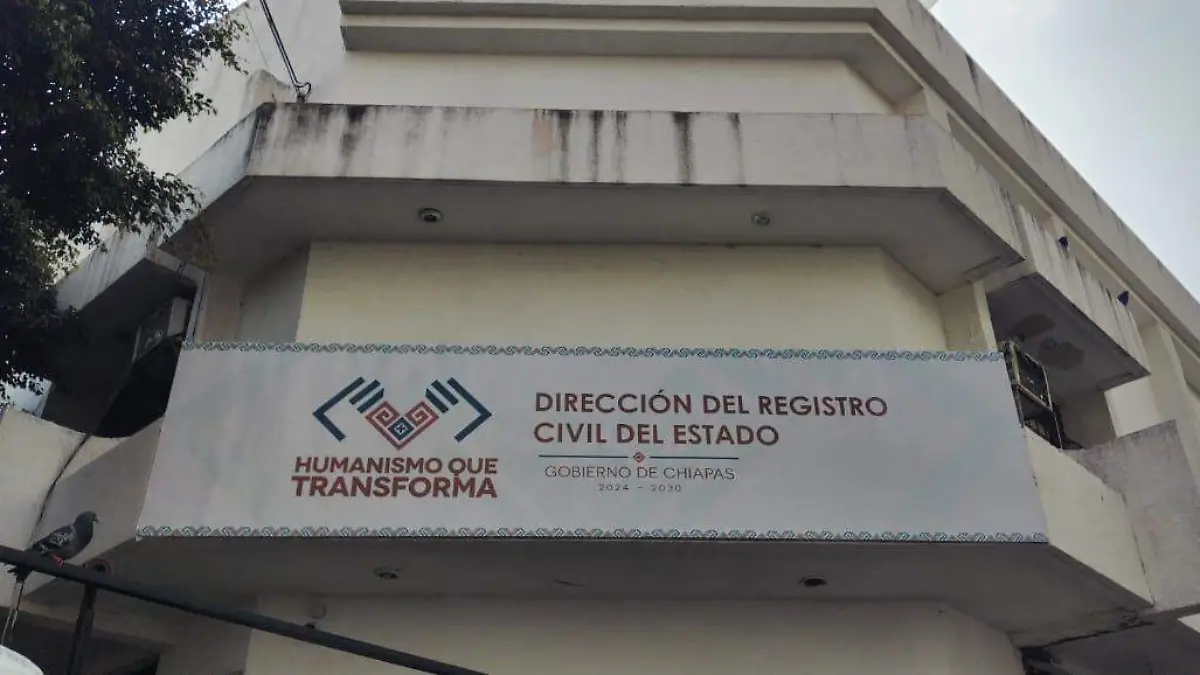 HUMANISMO QUE
TRANSFORMA
DIRECCIÓN DEL REGISTRO
CIVIL DEL ESTADO
GOBIERNO DE CHIAPAS
2024 - 2030